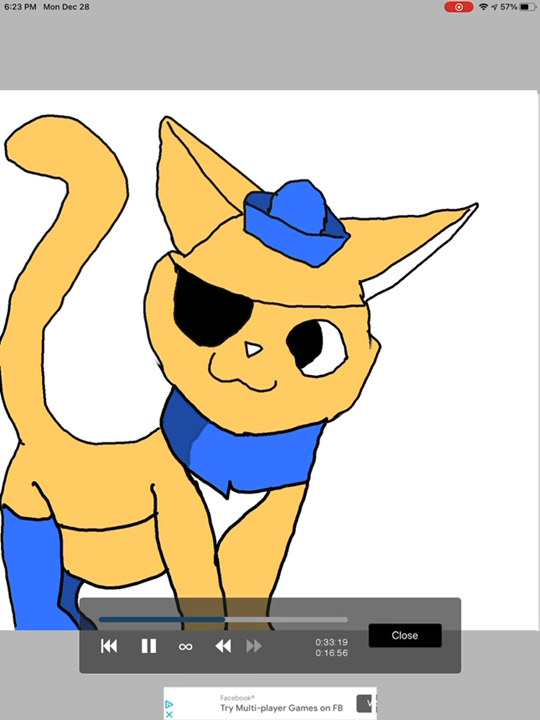 6:23 PM Mon Dec 28
57%
0:33:19
0:16:56
Close
Facebook®
Try Multi-player Games on FB